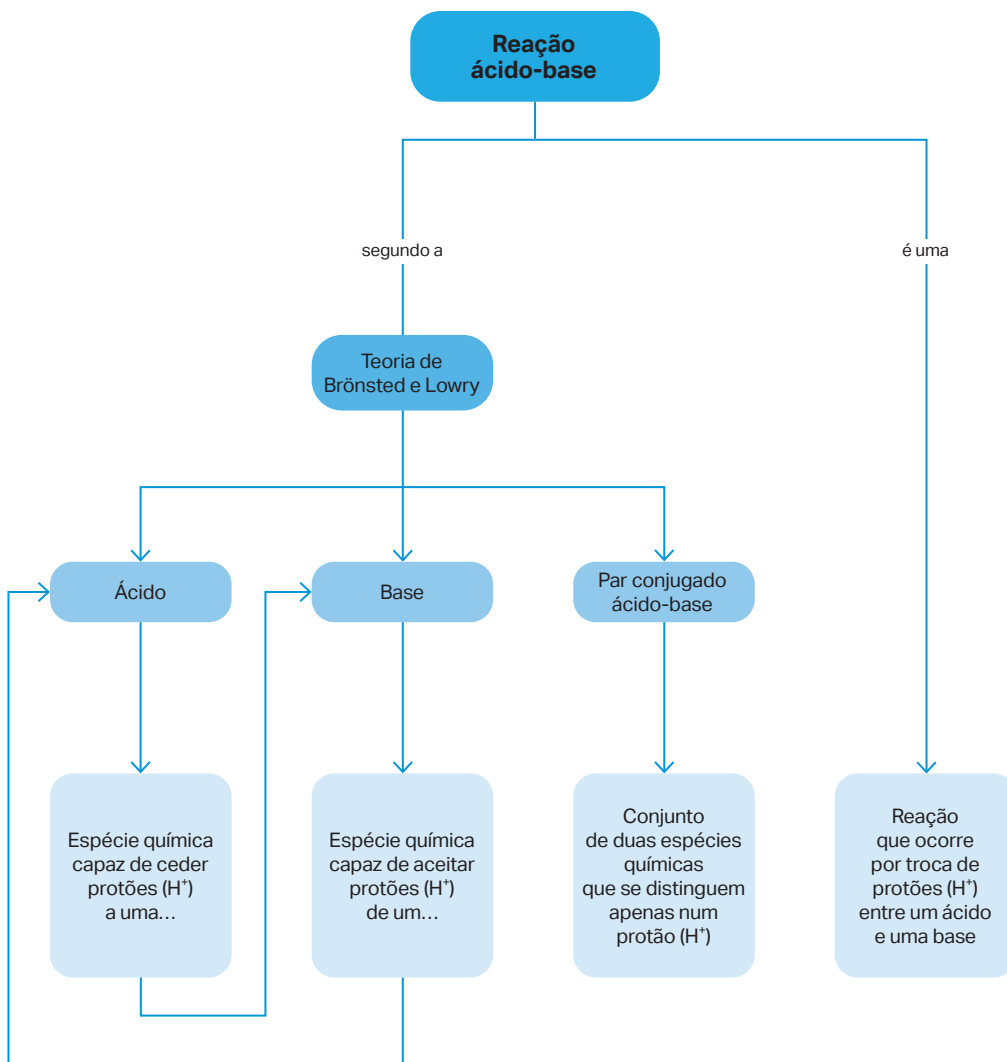 Reação
ácido-base
segundo a
é uma
Teoria de
Brönsted e Lowry
Ácido
Base
Par conjugado
ácido-base
Espécie química
capaz de ceder
protões (H⁺)
a uma…
Espécie química
capaz de aceitar
protões (H⁺)
de um…
Conjunto
de duas espécies
químicas
que se distinguem
apenas num
protão (H⁺)
Reação
que ocorre
por troca de
protões (H⁺)
entre um ácido
e uma base